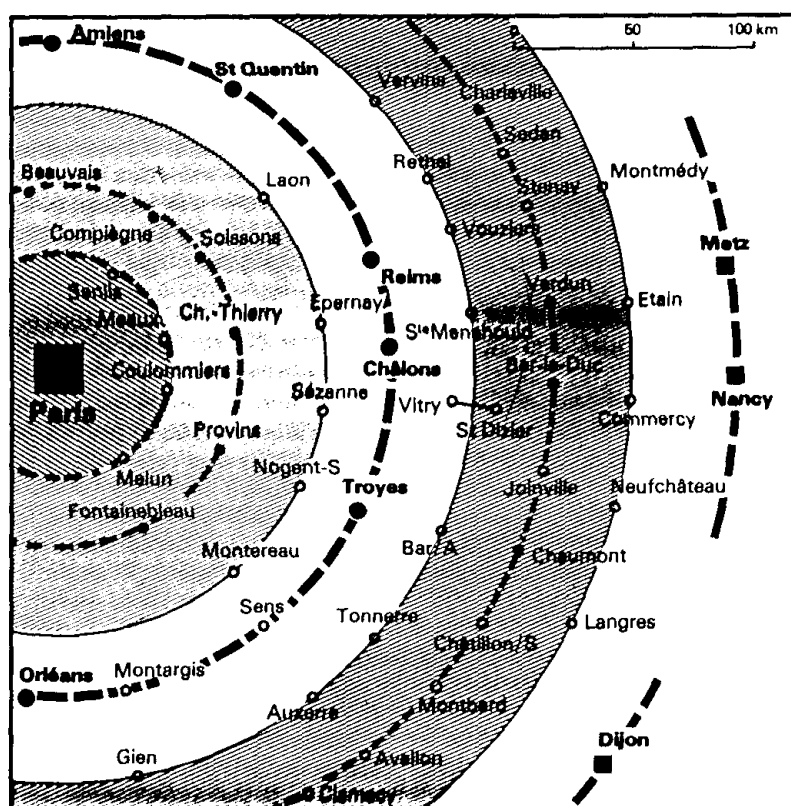 50
100 km
Amiens
St Quentin
Vervins
Charleville
Sedan
Rethel
Laon
Stenay
Montmédy
Beauvais
Compiègne
Soissons
Vouziers
Metz
Reims
Senlis
Verdun
Etain
Meaux
Ch.-Thierry
Epernay
Ste Menehould
Châlons
Bar-le-Duc
Coulommiers
Nancy
Paris
Sézanne
Vitry
St Dizier
Commercy
Provins
Melun
Nogent-S
Joinville
Neufchâteau
Troyes
Fontainebleau
Bar/A
Chaumont
Montereau
Sens
Tonnerre
Châtillon/S
Langres
Orléans
Montargis
Auxerre
Montbard
Dijon
Gien
Avallon
Clamecy